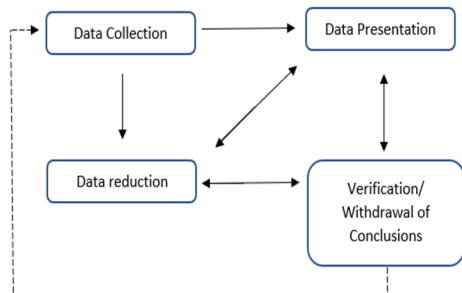 Data Collection
Data Presentation
Data reduction
Verification/
Withdrawal of
Conclusions